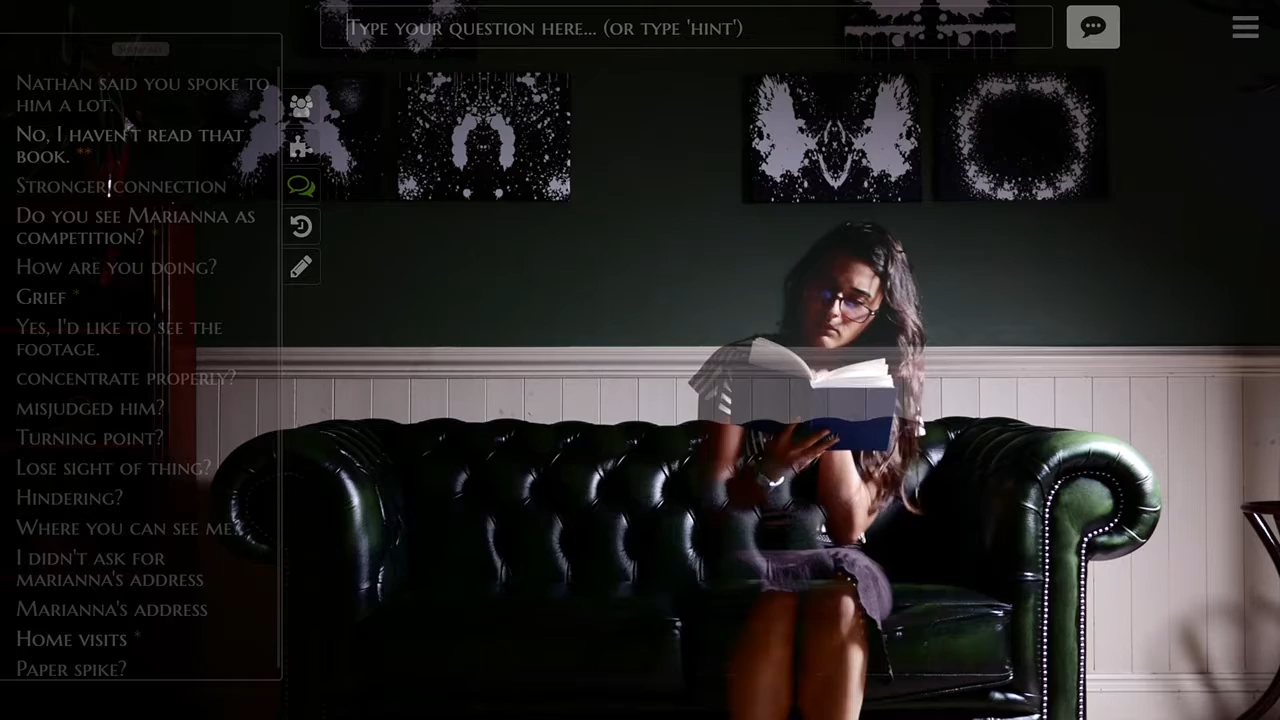 Type your question here... (or type 'hint')
Nathan said you spoke to
him a lot.
No, I haven't read that
book. **
Stronger connection
Do you see Marianna as
competition?
How are you doing?
Grief *
Yes, I'd like to see the
footage.
concentrate properly?
misjudged him?
Turning point?
Lose sight of thing?
Hindering?
Where you can see me.
I didn't ask for
Marianna's address
Marianna's address
Home visits *
Paper spike?